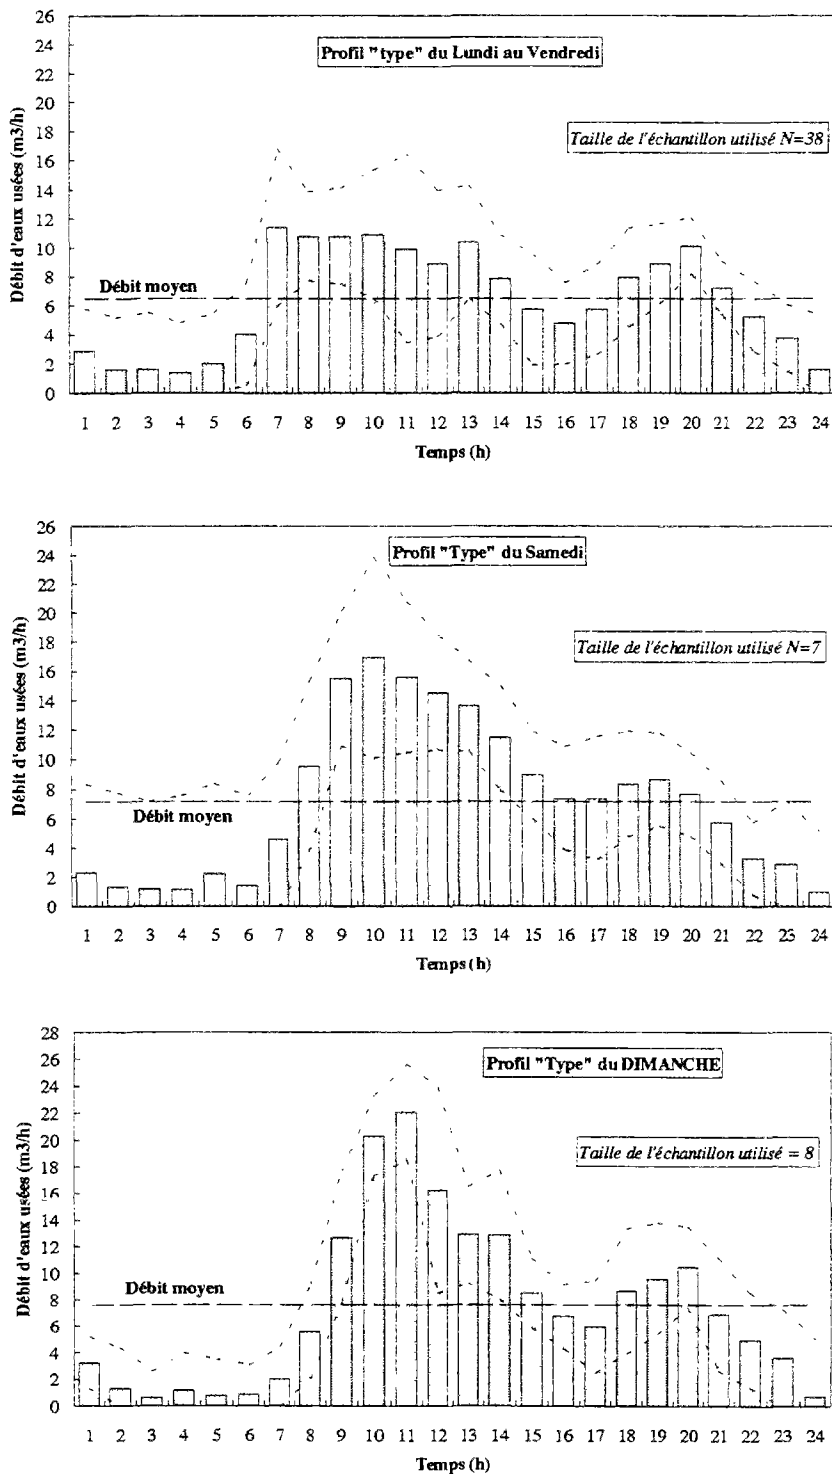 Profil "type" du Lundi au Vendredi
Taille de l'échantillon utilisé N=38
Débit d'eaux usées (m3/h)
26
24
22
20
18
16
14
12
10
8
6
4
2
0
Débit moyen
1 2 3 4 5 6 7 8 9 10 11 12 13 14 15 16 17 18 19 20 21 22 23 24
Temps (h)
Profil "Type" du Samedi
Taille de l'échantillon utilisé N=7
Débit d'eaux usées (m3/h)
26
24
22
20
18
16
14
12
10
8
6
4
2
0
Débit moyen
1 2 3 4 5 6 7 8 9 10 11 12 13 14 15 16 17 18 19 20 21 22 23 24
Temps (h)
Profil "Type" du DIMANCHE
Taille de l'échantillon utilisé = 8
Débit d'eaux usées (m3/h)
28
26
24
22
20
18
16
14
12
10
8
6
4
2
0
Débit moyen
1 2 3 4 5 6 7 8 9 10 11 12 13 14 15 16 17 18 19 20 21 22 23 24
Temps (h)